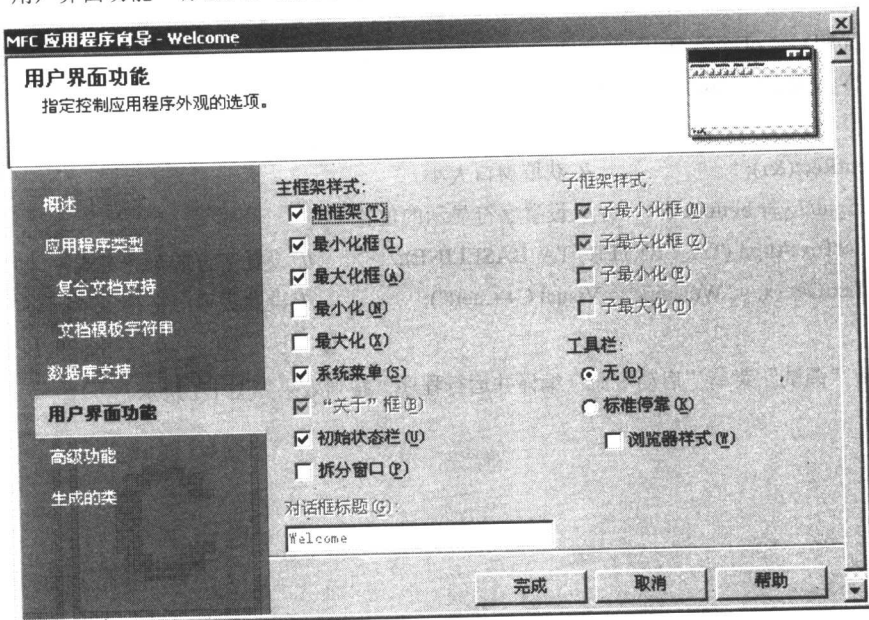 用户界面功能
MFC 应用程序向导 - Welcome
用户界面功能
指定控制应用程序外观的选项。
概述
应用程序类型
复合文档支持
文档模板字符串
数据库支持
用户界面功能
高级功能
生成的类
主框架样式:
粗框架(T)
最小化框(I)
最大化框(A)
最小化(N)
最大化(X)
系统菜单(S)
“关于”框(B)
初始状态栏(U)
拆分窗口(P)
对话框标题(G):
Welcome
子框架样式:
子最小化框(M)
子最大化框(Z)
子最小化(E)
子最大化(D)
工具栏:
无(O)
标准停靠(K)
浏览器样式(W)
完成 取消 帮助